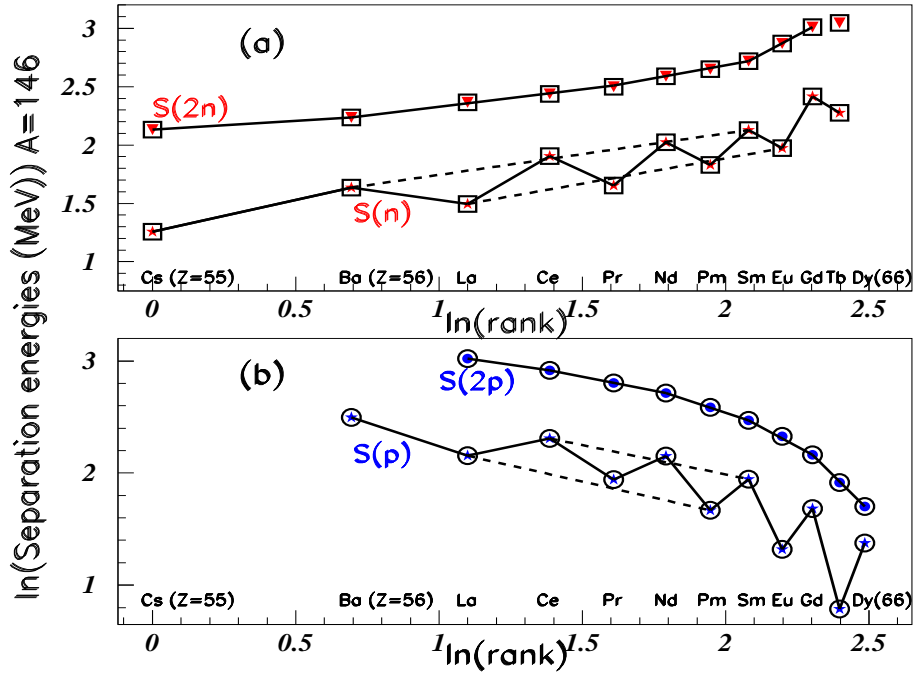 ln(Separation energies (MeV)) A=146
3
2.5
2
1.5
1
(a)
S(2n)
S(n)
Cs (Z=55) Ba (Z=56) La Ce Pr Nd Pm Sm Eu Gd Tb Dy(66)
0 0.5 1 1.5 2 2.5
ln(rank)
3
2
1
(b)
S(2p)
S(p)
Cs (Z=55) Ba (Z=56) La Ce Pr Nd Pm Sm Eu Gd Tb Dy(66)
0 0.5 1 1.5 2 2.5
ln(rank)